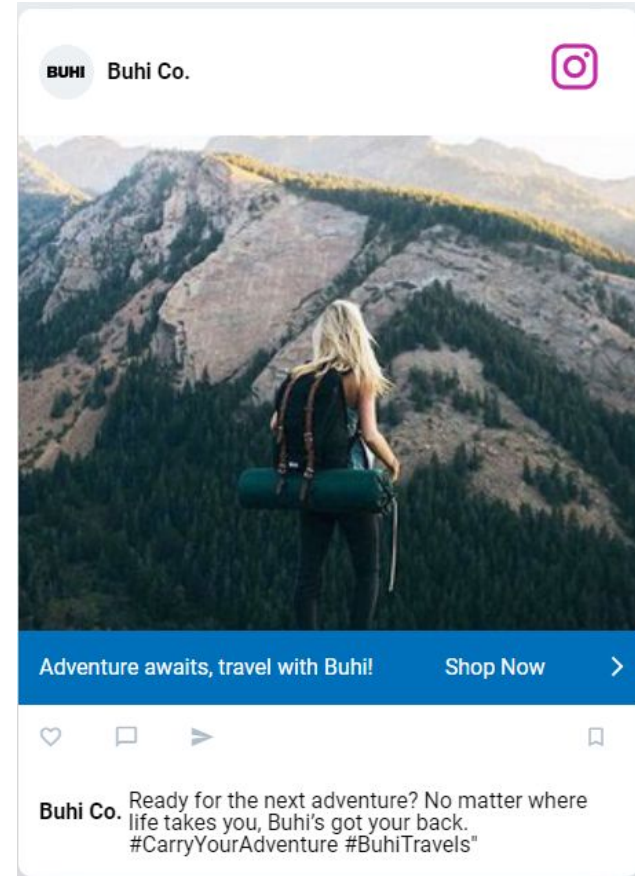 BUHI Buhi Co.
Adventure awaits, travel with Buhi! Shop Now
Buhi Co. Ready for the next adventure? No matter where
life takes you, Buhi’s got your back.
#CarryYourAdventure #BuhiTravels"